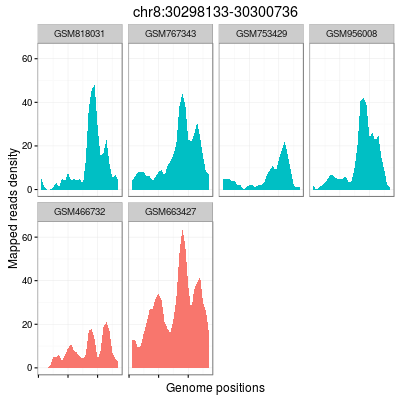 chr8:30298133-30300736
GSM818031 GSM767343 GSM753429 GSM956008
60
40
20
0
GSM466732 GSM663427
60
40
20
0
Mapped reads density
Genome positions